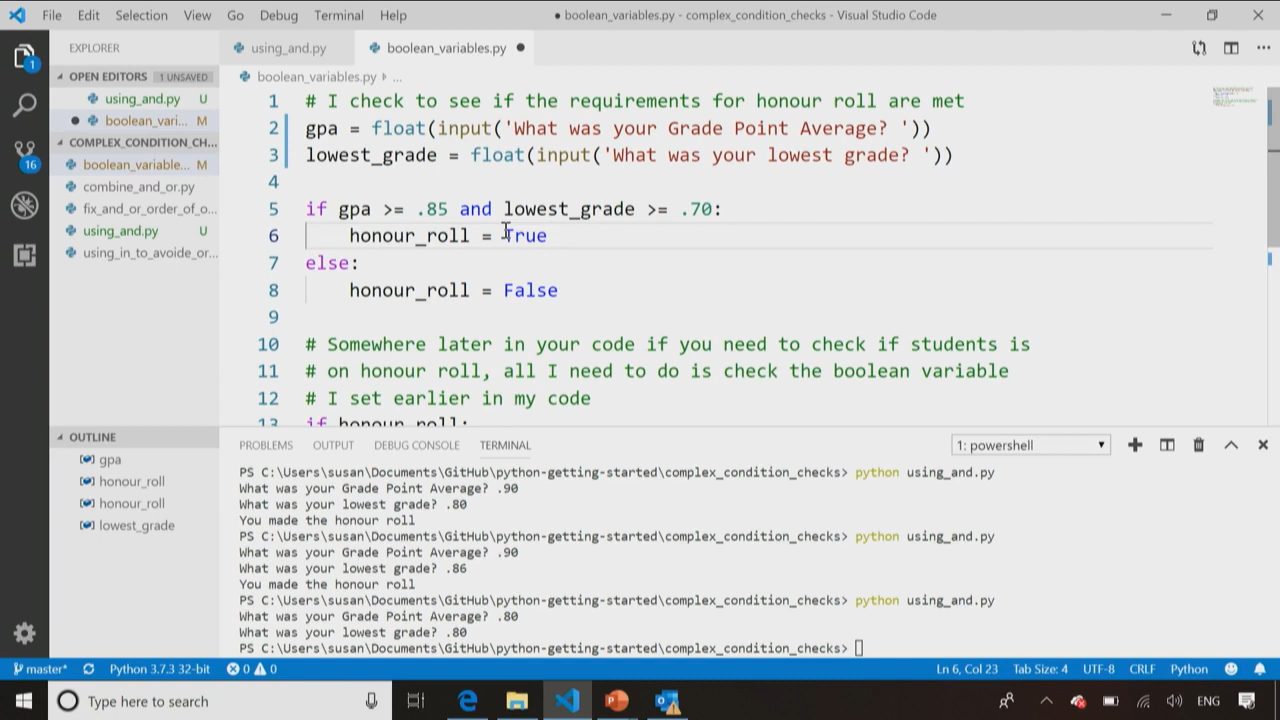 File Edit Selection View Go Debug Terminal Help
● boolean_variables.py - complex_condition_checks - Visual Studio Code
EXPLORER
OPEN EDITORS 1 UNSAVED
using_and.py U
● boolean_vari... M
COMPLEX_CONDITION_CH...
boolean_variable... M
combine_and_or.py
fix_and_or_order_of_o...
using_and.py U
using_in_to_avoide_or...
OUTLINE
gpa
honour_roll
honour_roll
lowest_grade
1
16
using_and.py
boolean_variables.py ●
boolean_variables.py ...
1 # I check to see if the requirements for honour roll are met
2 gpa = float(input('What was your Grade Point Average? '))
3 lowest_grade = float(input('What was your lowest grade? '))
4
5 if gpa >= .85 and lowest_grade >= .70:
6 honour_roll = True
7 else:
8 honour_roll = False
9
10 # Somewhere later in your code if you need to check if students is
11 # on honour roll, all I need to do is check the boolean variable
12 # I set earlier in my code
13 if honour_roll:
PROBLEMS OUTPUT DEBUG CONSOLE TERMINAL
1: powershell
PS C:\Users\susan\Documents\GitHub\python-getting-started\complex_condition_checks> python using_and.py
What was your Grade Point Average? .90
What was your lowest grade? .80
You made the honour roll
PS C:\Users\susan\Documents\GitHub\python-getting-started\complex_condition_checks> python using_and.py
What was your Grade Point Average? .90
What was your lowest grade? .86
You made the honour roll
PS C:\Users\susan\Documents\GitHub\python-getting-started\complex_condition_checks> python using_and.py
What was your Grade Point Average? .80
What was your lowest grade? .80
PS C:\Users\susan\Documents\GitHub\python-getting-started\complex_condition_checks>
master* Python 3.7.3 32-bit 0 0 Ln 6, Col 23 Tab Size: 4 UTF-8 CRLF Python
Type here to search
ENG